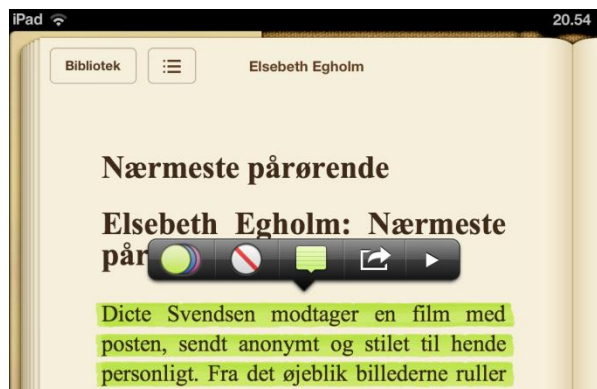 iPad 20.54
Bibliotek Elsebeth Egholm
Nærmeste pårørende
Elsebeth Egholm: Nærmeste
pår
Dicte Svendsen modtager en film med
posten, sendt anonymt og stilet til hende
personligt. Fra det øjeblik billederne ruller